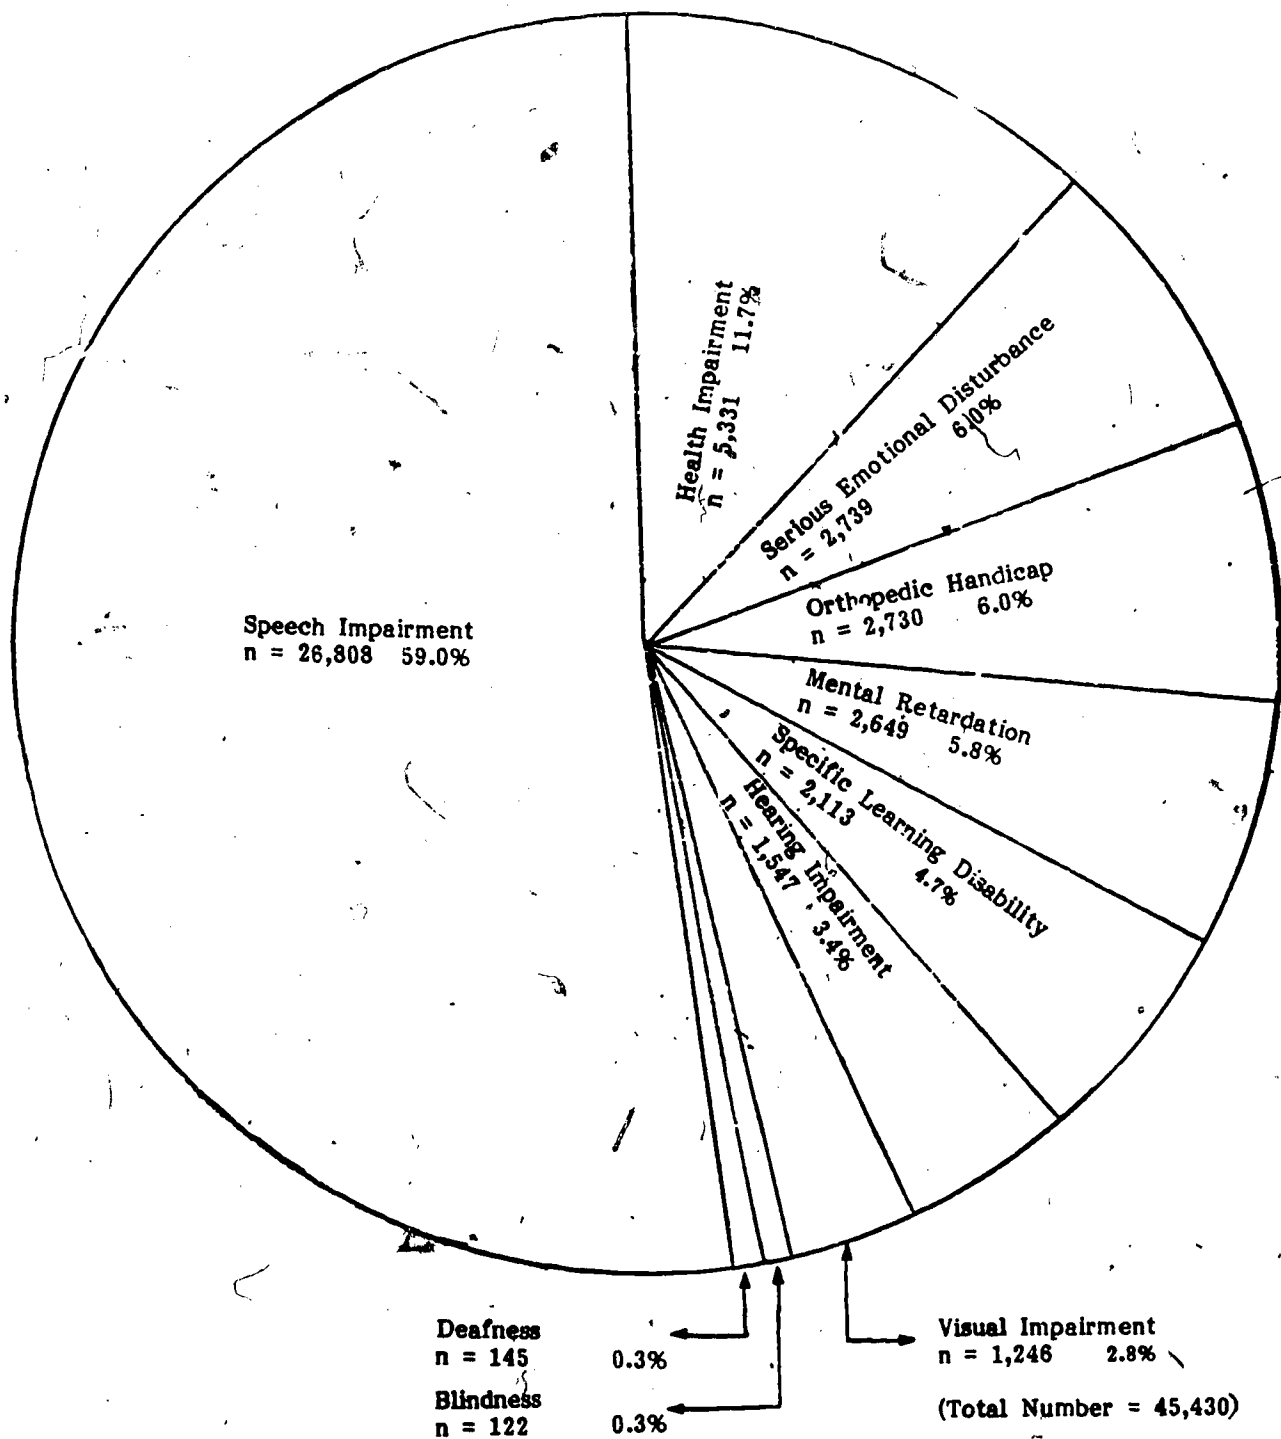 Health Impairment
n = 5,331 11.7%
Serious Emotional Disturbance
n = 2,739 6.0%
Orthopedic Handicap
n = 2,730 6.0%
Speech Impairment
n = 26,808 59.0%
Mental Retardation
n = 2,649 5.8%
Specific Learning Disability
n = 2,113 4.7%
Hearing Impairment
n = 1,547 3.4%
Deafness
n = 145 0.3%
Blindness
n = 122 0.3%
Visual Impairment
n = 1,246 2.8%
(Total Number = 45,430)